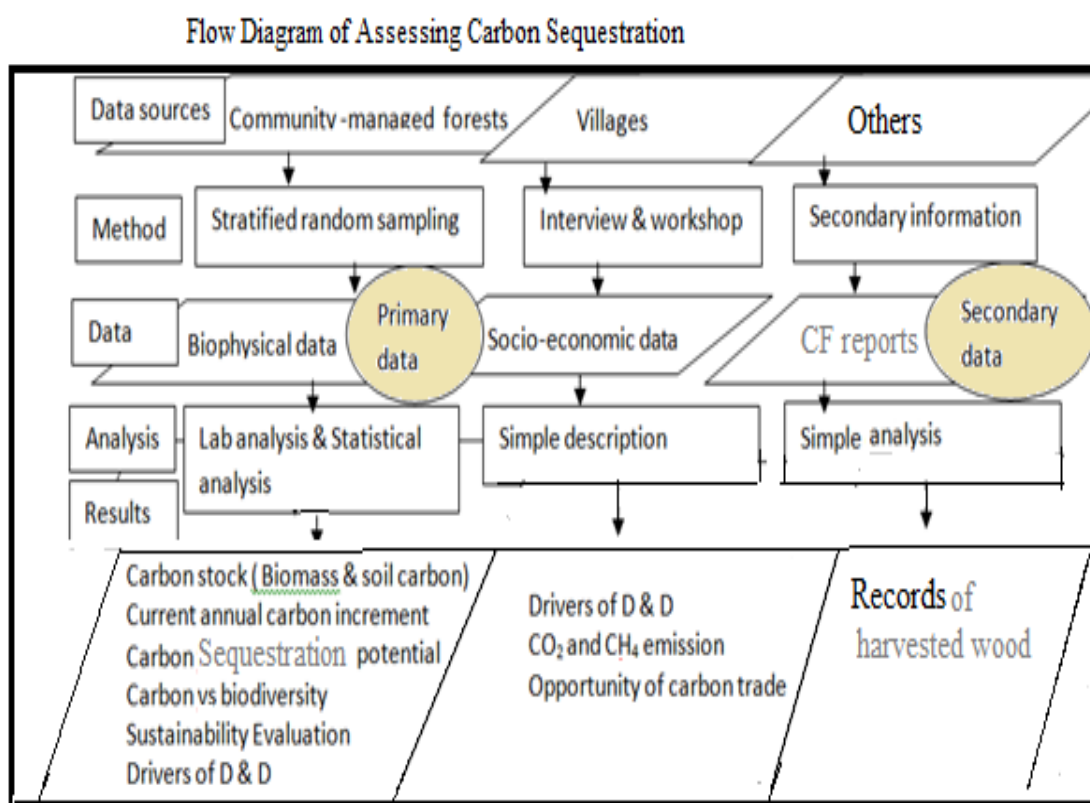 Flow Diagram of Assessing Carbon Sequestration
Data sources
Community-managed forests
Villages
Others
Method
Stratified random sampling
Interview & workshop
Secondary information
Data
Biophysical data
Primary
data
Socio-economic data
CF reports
Secondary
data
Analysis
Lab analysis & Statistical
analysis
Simple description
Simple analysis
Results
Carbon stock ( Biomass & soil carbon)
Current annual carbon increment
Carbon Sequestration potential
Carbon vs biodiversity
Sustainability Evaluation
Drivers of D & D
Drivers of D & D
CO₂ and CH₄ emission
Opportunity of carbon trade
Records of
harvested wood